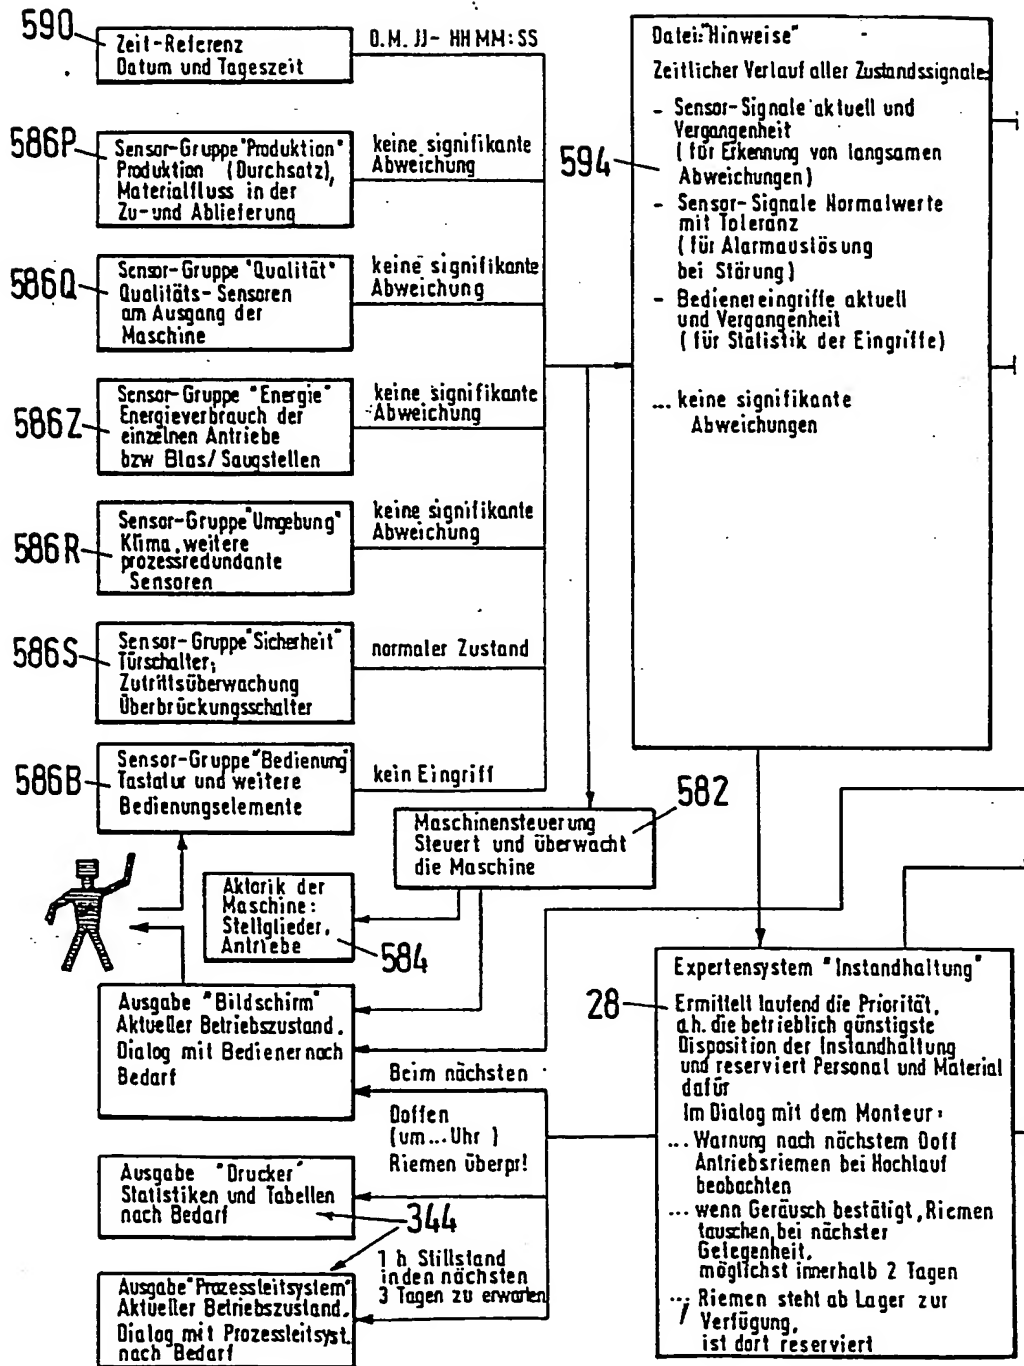 590
Zeit-Referenz
Datum und Tageszeit
D.M. JJ- HH MM:SS
586P
Sensor-Gruppe "Produktion"
Produktion (Durchsatz),
Materialfluss in der
Zu-und Ablieferung
keine signifikante
Abweichung
586Q
Sensor-Gruppe "Qualität"
Qualitäts-Sensoren
am Ausgang der
Maschine
keine signifikante
Abweichung
586Z
Sensor-Gruppe "Energie"
Energieverbrauch der
einzelnen Antriebe
bzw Blas/Saugstellen
keine signifikante
Abweichung
586R
Sensor-Gruppe "Umgebung"
Klima, weitere
prozessredundante
Sensoren
keine signifikante
Abweichung
586S
Sensor-Gruppe "Sicherheit"
Türschalter,
Zutrittsüberwachung
Überbrückungsschalter
normaler Zustand
586B
Sensor-Gruppe "Bedienung"
Tastatur und weitere
Bedienungselemente
kein Eingriff
594
Datei:"Hinweise"
Zeitlicher Verlauf aller Zustandssignale:
- Sensor-Signale aktuell und
Vergangenheit
(für Erkennung von langsamen
Abweichungen)
- Sensor-Signale Normalwerte
mit Toleranz
(für Alarmauslösung
bei Störung)
- Bedienereingriffe aktuell
und Vergangenheit
(für Statistik der Eingriffe)
... keine signifikante
Abweichungen
582
Maschinensteuerung
Steuert und überwacht
die Maschine
Aktorik der
Maschine:
Stellglieder,
Antriebe
584
Ausgabe "Bildschirm"
Aktueller Betriebszustand.
Dialog mit Bediener nach
Bedarf
Beim nächsten
Doffen
(um...Uhr)
Riemen überpr!
Ausgabe "Drucker"
Statistiken und Tabellen
nach Bedarf
344
1 h Stillstand
in den nächsten
3 Tagen zu erwarten
Ausgabe "Prozessleitsystem"
Aktueller Betriebszustand.
Dialog mit Prozessleitsyst.
nach Bedarf
28
Expertensystem "Instandhaltung"
Ermittelt laufend die Priorität,
d.h. die betrieblich günstigste
Disposition der Instandhaltung
und reserviert Personal und Material
dafür
Im Dialog mit dem Monteur:
... Warnung nach nächstem Doff
Antriebsriemen bei Hochlauf
beobachten
... wenn Geräusch bestätigt, Riemen
tauschen bei nächster
Gelegenheit,
möglichst innerhalb 2 Tagen
... Riemen steht ab Lager zur
Verfügung,
ist dort reserviert